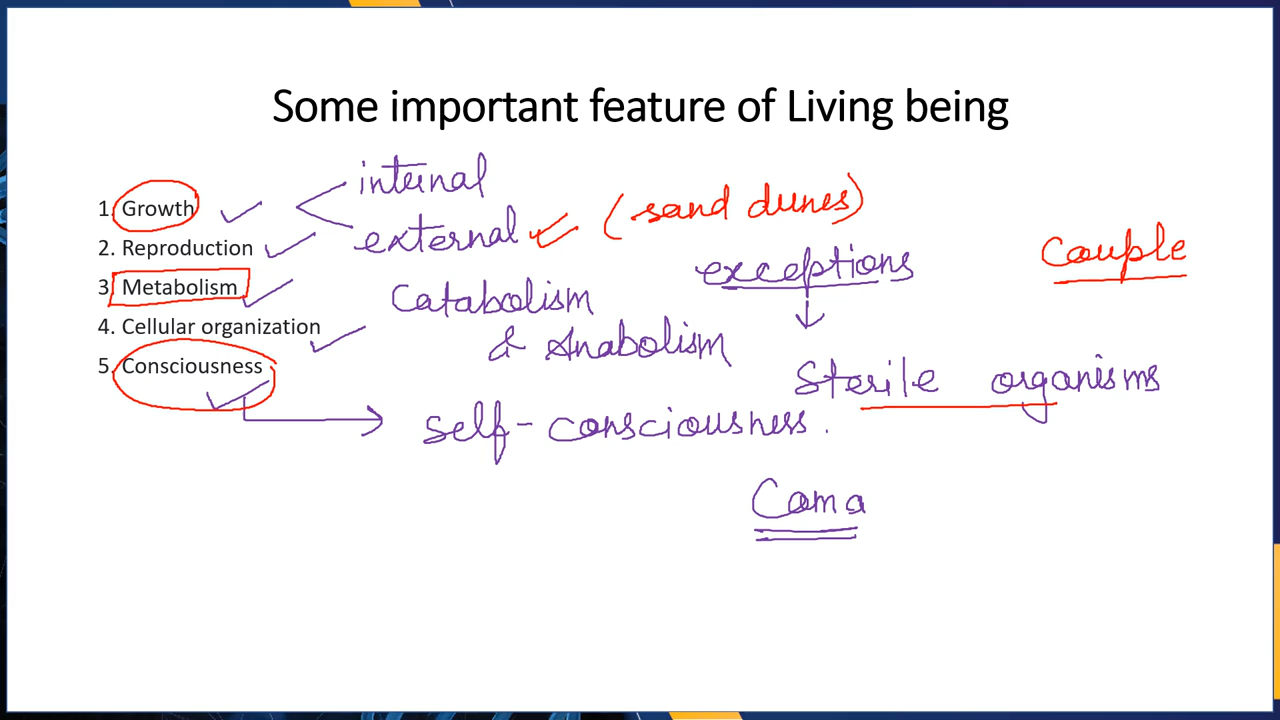 Some important feature of Living being
1. Growth
internal
external (sand dunes)
2. Reproduction
exceptions
Couple
3. Metabolism
Catabolism
& Anabolism
4. Cellular organization
Sterile organisms
5. Consciousness
self-consciousness.
Coma